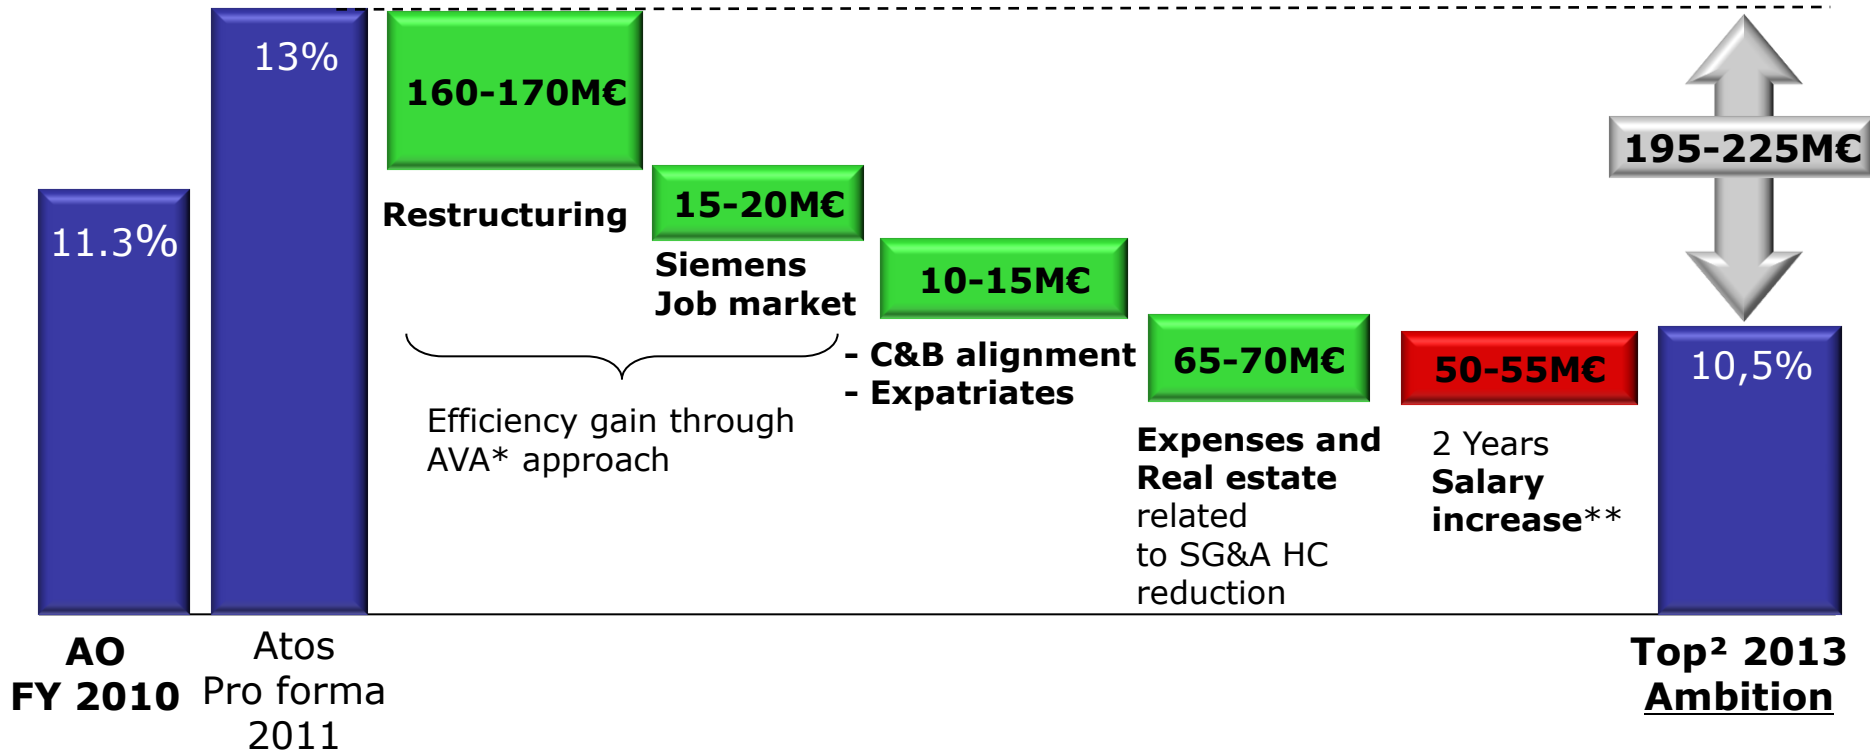 13%
160-170M€
195-225M€
11.3%
Restructuring
15-20M€
Siemens
Job market
10-15M€
- C&B alignment
- Expatriates
65-70M€
50-55M€
10,5%
Efficiency gain through
AVA* approach
Expenses and
Real estate
related
to SG&A HC
reduction
2 Years
Salary
increase**
AO
FY 2010
Atos
Pro forma
2011
Top² 2013
Ambition